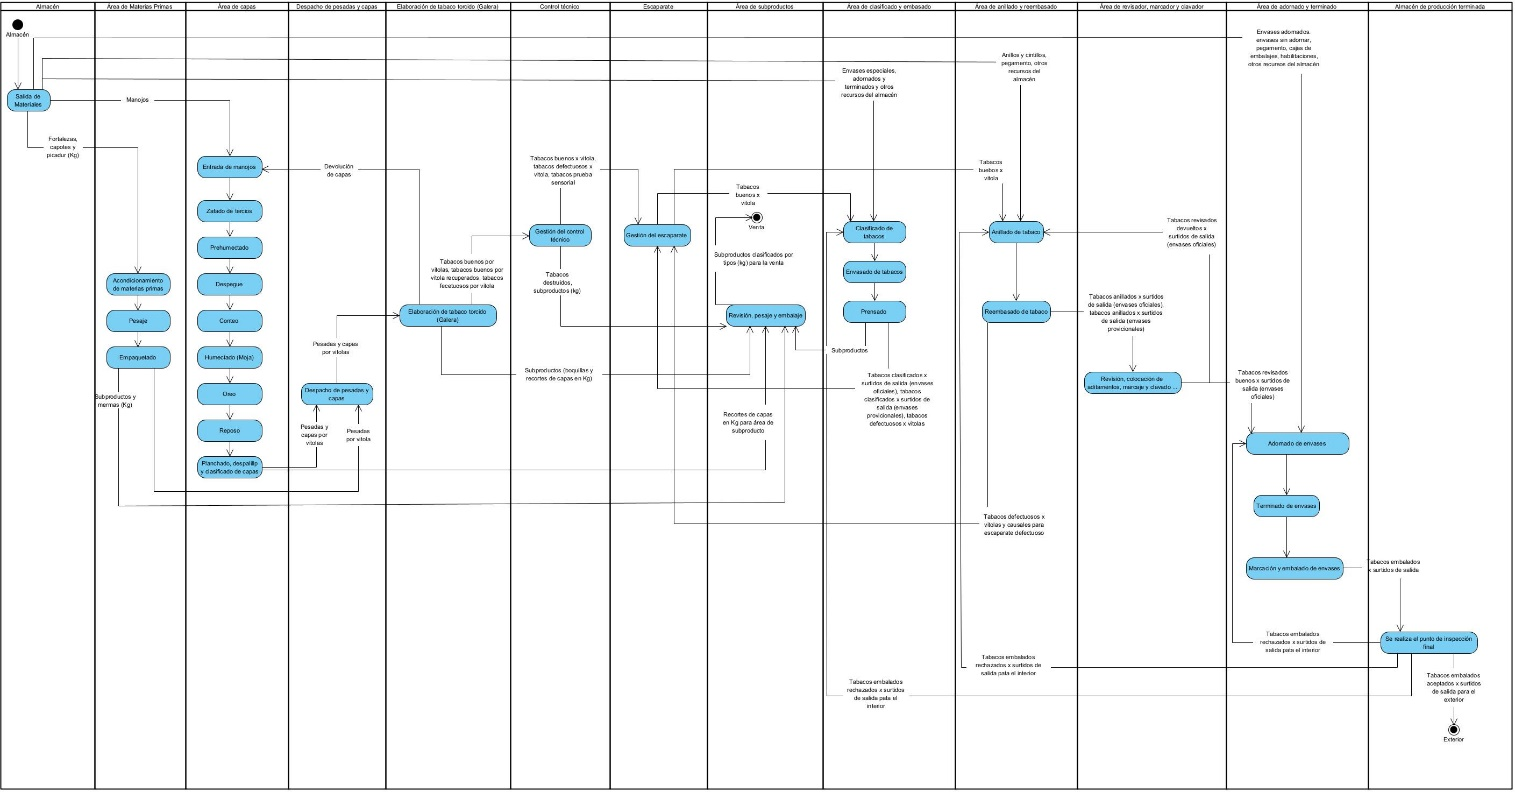 Almacén
Área de Materias Primas
Área de capas
Despacho de pesadas y capas
Elaboración de tabaco torcido (Galera)
Control técnico
Escaparate
Área de subproductos
Área de clasificado y embasado
Área de anillado y reembasado
Área de revisador, marcador y clavador
Área de adornado y terminado
Almacén de producción terminada
Almacén
Salida de
Materiales
Manojos
Fortalezas,
capotes y
picadur (Kg)
Acondicionamiento
de materias primas
Pesaje
Empaquetado
Subproductos y
mermas (Kg)
Entrada de manojos
Zafado de tercios
Prehumectado
Despegue
Conteo
Humectado (Moja)
Oreo
Reposo
Planchado, despalillp
y clasificado de capas
Devolución
de capas
Pesadas y capas
por vitolas
Despacho de pesadas y
capas
Pesadas y
capas por
vitolas
Pesadas
por vitola
Tabacos buenos por
vitolas, tabacos buenos por
vitola recuperados, tabacos
fecetuosos por vitola
Elaboración de tabaco torcido
(Galera)
Tabacos buenos x vitola,
tabacos defectuosos x
vitola, tabacos prueba
sensorial
Gestión del control
técnico
Tabacos
destruídos,
subproductos (kg)
Subproductos (boquillas y
recortes de capas en Kg)
Gestión del escaparate
Tabacos
buenos x
vitola
Venta
Subproductos clasificados por
tipos (kg) para la venta
Revisión, pesaje y embalaje
Recortes de capas
en Kg para área de
subproducto
Envases especiales,
adornados y
terminados y otros
recursos del almacén
Clasificado de
tabacos
Envasado de tabacos
Prensado
Subproductos
Tabacos clasificados x
surtidos de salida (envases
oficiales), tabacos
clasificados x surtidos de
salida (envases
provicionales), tabacos
defectuosos x vitolas
Tabacos embalados
rechazados x surtidos
de salida pata el
interior
Anillos y cintillos,
pegamento, otros
recursos del
almacén
Tabacos
buebos x
vitola
Anillado de tabaco
Reembasado de tabaco
Tabacos defectuosos x
vitolas y causales para
escaparate defectuoso
Tabacos embalados
rechazados x surtidos de
salida pata el interior
Tabacos revisados
devueltos x
surtidos de salida
(envases oficiales)
Tabacos anillados x surtidos
de salida (envases oficiales),
tabacos anillados x surtidos
de salida (envases
provicionales)
Revisión, colocación de
aditamentos, marcaje y clavado ...
Envases adornados,
envases sin adornar,
pegamento, cajas de
embalajes, habilitaciones,
otros recursos del almacén
Tabacos revisados
buenos x surtidos de
salida (envases
oficiales)
Adornado de envases
Terminado de envases
Marcación y embalado de envases
Tabacos embalados
rechazados x surtidos de
salida pata el interior
Tabacos embalados
x surtidos de salida
Se realiza el punto de inspección
final
Tabacos embalados
aceptados x surtidos
de salida para el
exterior
Exterior